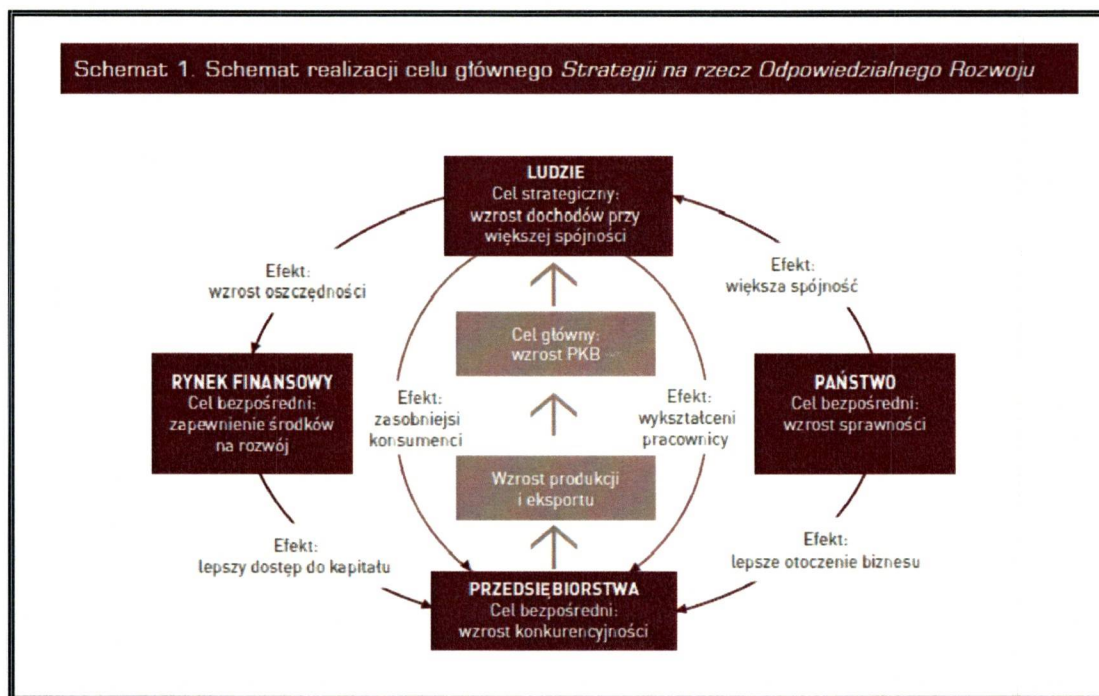 Schemat 1. Schemat realizacji celu głównego Strategii na rzecz Odpowiedzialnego Rozwoju
LUDZIE
Cel strategiczny:
wzrost dochodów przy
większej spójności
Efekt:
wzrost oszczędności
Efekt:
większa spójność
Cel główny:
wzrost PKB
RYNEK FINANSOWY
Cel bezpośredni:
zapewnienie środków
na rozwój
Efekt:
zasobniejsi
konsumenci
Efekt:
wykształceni
pracownicy
PAŃSTWO
Cel bezpośredni:
wzrost sprawności
Wzrost produkcji
i eksportu
Efekt:
lepszy dostęp do kapitału
Efekt:
lepsze otoczenie biznesu
PRZEDSIĘBIORSTWA
Cel bezpośredni:
wzrost konkurencyjności